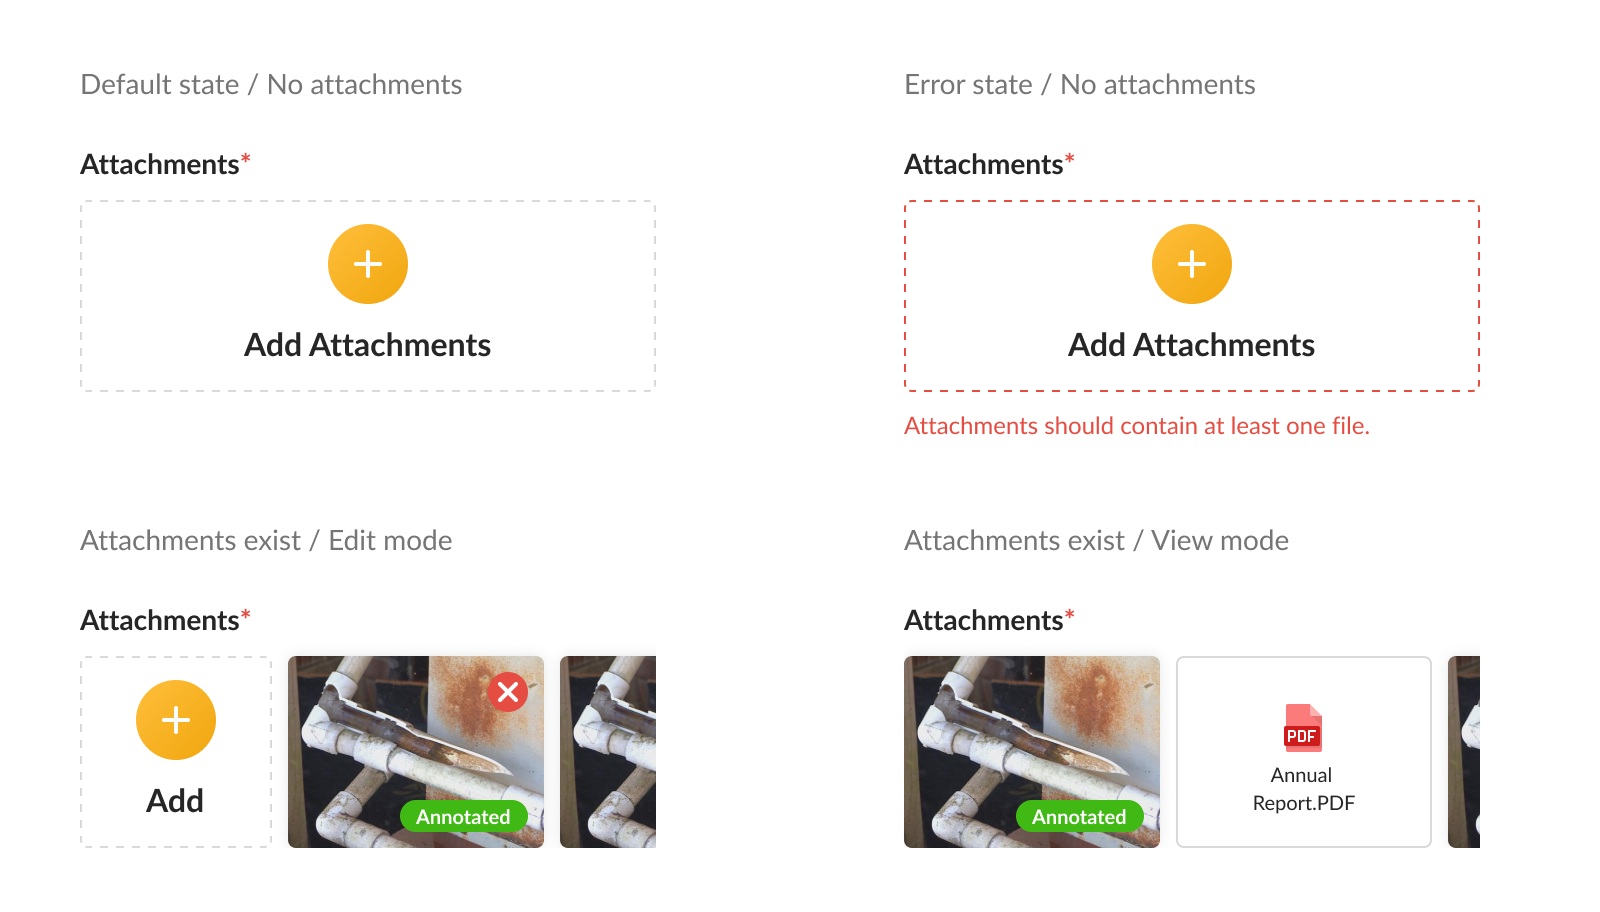 Default state / No attachments
Attachments*
Add Attachments
Error state / No attachments
Attachments*
Add Attachments
Attachments should contain at least one file.
Attachments exist / Edit mode
Attachments*
Add
Annotated
Attachments exist / View mode
Attachments*
Annotated
PDF
Annual
Report.PDF